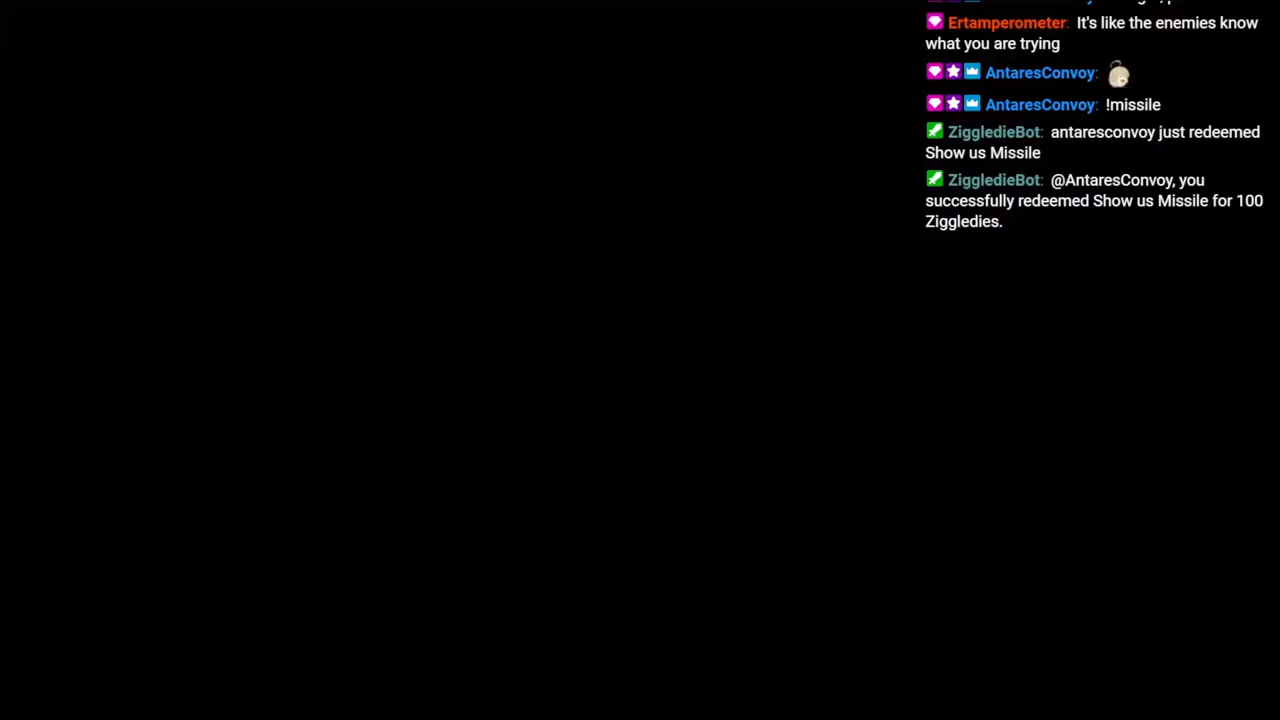 Ertamperometer: It's like the enemies know
what you are trying
AntaresConvoy:
AntaresConvoy: !missile
ZiggledieBot: antaresconvoy just redeemed
Show us Missile
ZiggledieBot: @AntaresConvoy, you
successfully redeemed Show us Missile for 100
Ziggledies.